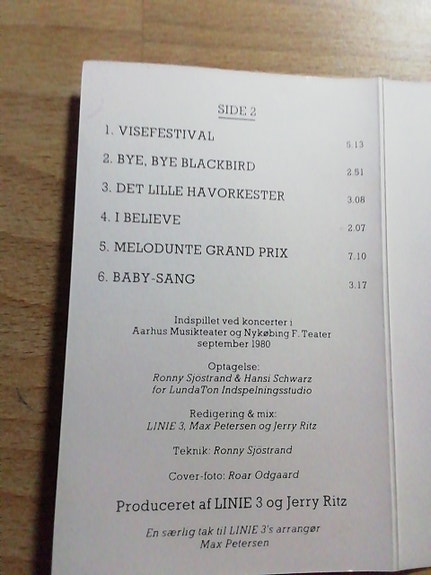 SIDE 2
1. VISEFESTIVAL 5.13
2. BYE, BYE BLACKBIRD 2.51
3. DET LILLE HAVORKESTER 3.08
4. I BELIEVE 2.07
5. MELODUNTE GRAND PRIX 7.10
6. BABY-SANG 3.17
Indspillet ved koncerter i
Aarhus Musikteater og Nykøbing F. Teater
september 1980
Optagelse:
Ronny Sjöstrand & Hansi Schwarz
for LundaTon Indspelningsstudio
Redigering & mix:
LINIE 3, Max Petersen og Jerry Ritz
Teknik: Ronny Sjöstrand
Cover-foto: Roar Odgaard
Produceret af LINIE 3 og Jerry Ritz
En særlig tak til LINIE 3's arrangør
Max Petersen